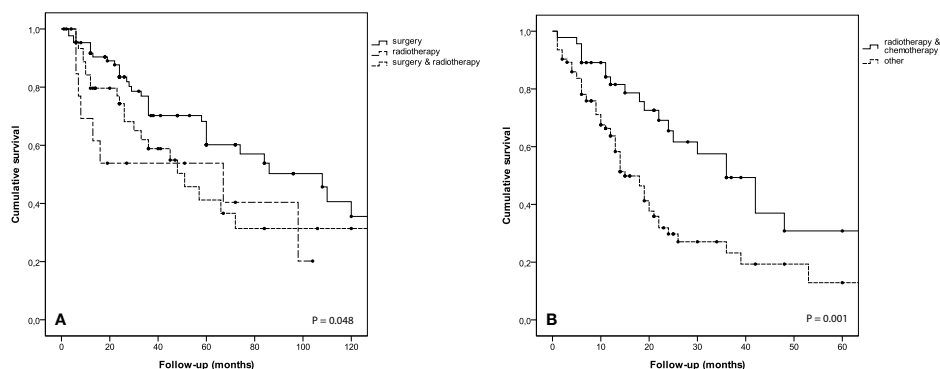 surgery
radiotherapy
surgery & radiotherapy
1,0
0,8
0,6
0,4
0,2
0,0
Cumulative survival
A
P = 0.048
0
20
40
60
80
100
120
Follow-up (months)
radiotherapy &
chemotherapy
other
1,0
0,8
0,6
0,4
0,2
0,0
Cumulative survival
B
P = 0.001
0
10
20
30
40
50
60
Follow-up (months)